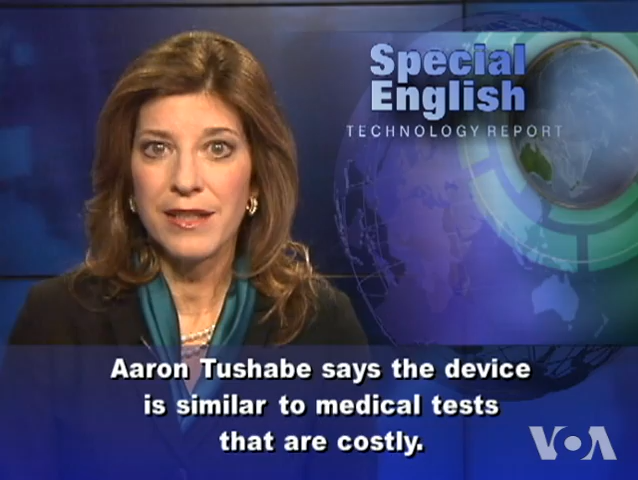 Special
English
TECHNOLOGY REPORT
Aaron Tushabe says the device
is similar to medical tests
that are costly.
VOA